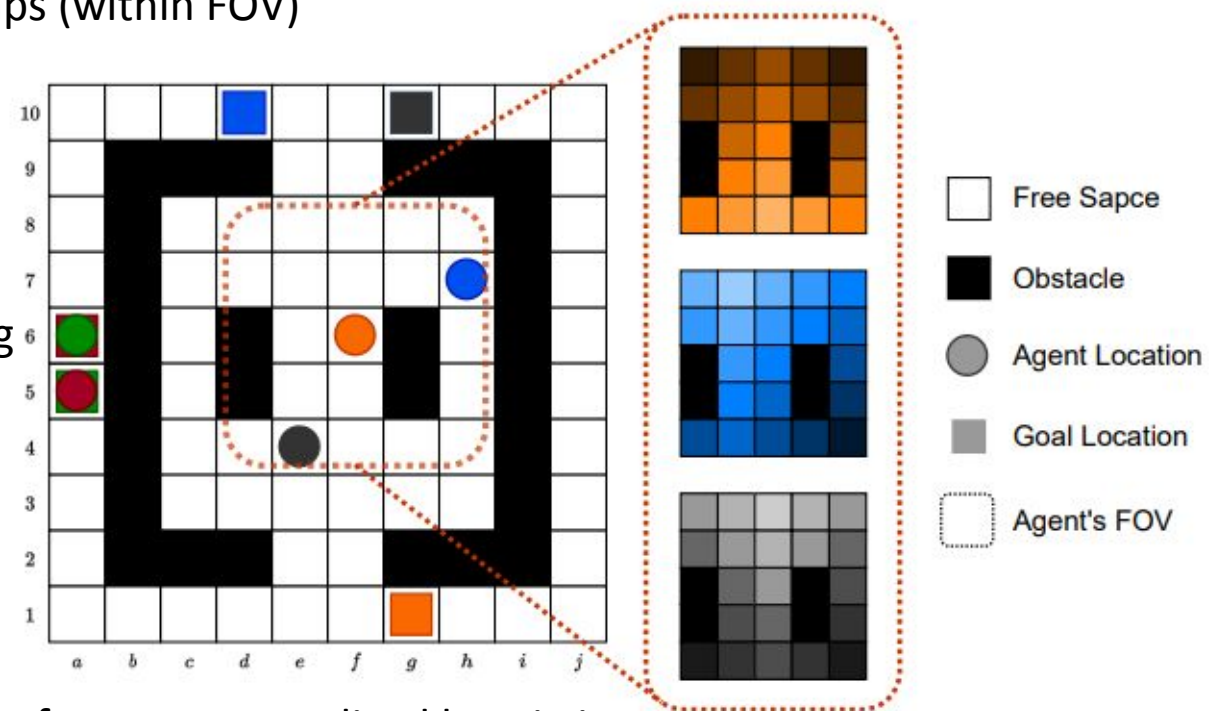 ps (within FOV)
10
9
8
7
6
5
4
3
2
1
g
a b c d e f g h i j
Free Sapce
Obstacle
Agent Location
Goal Location
Agent's FOV